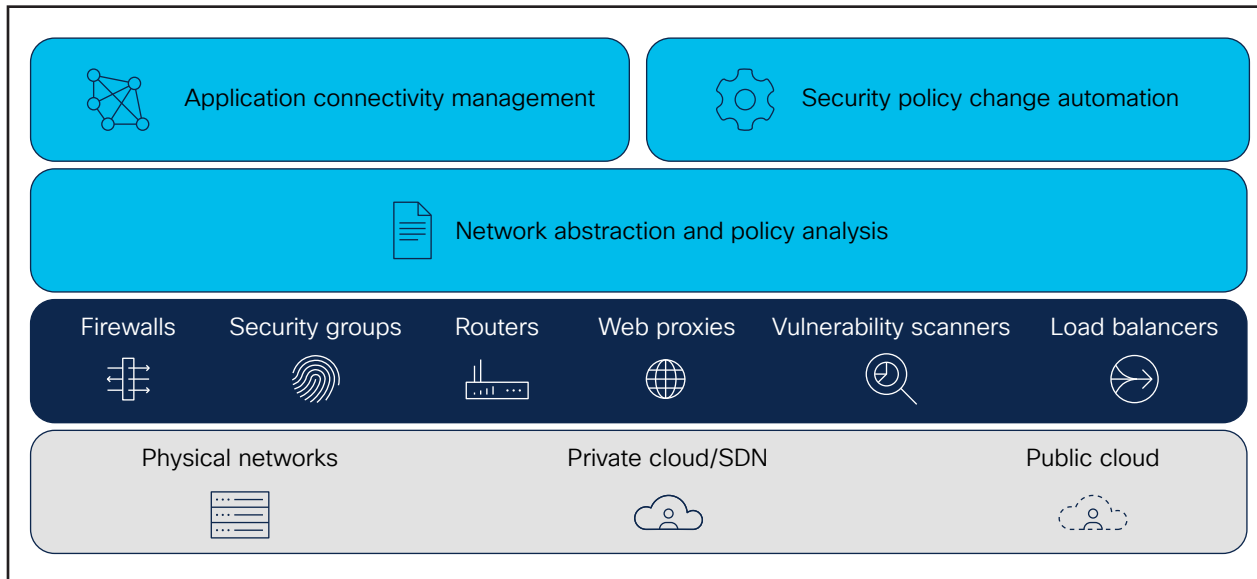 Application connectivity management
Security policy change automation
Network abstraction and policy analysis
Firewalls
Security groups
Routers
Web proxies
Vulnerability scanners
Load balancers
Physical networks
Private cloud/SDN
Public cloud